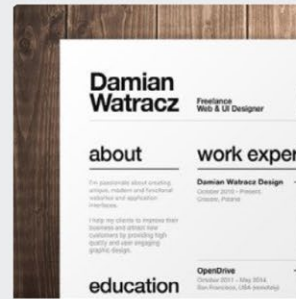 Damian
Watracz
Freelance
Web & UI Designer
about
work exper
I'm passionate about creating
unique, modern and functional
websites and application
interfaces.
I help my clients to improve their
business and attract new
customers by providing high
quality and user engaging
graphic design.
Damian Watracz Design
October 2010 – Present,
Cracow, Poland
education
OpenDrive
October 2011 – May 2014,
San Francisco, USA (remotely)